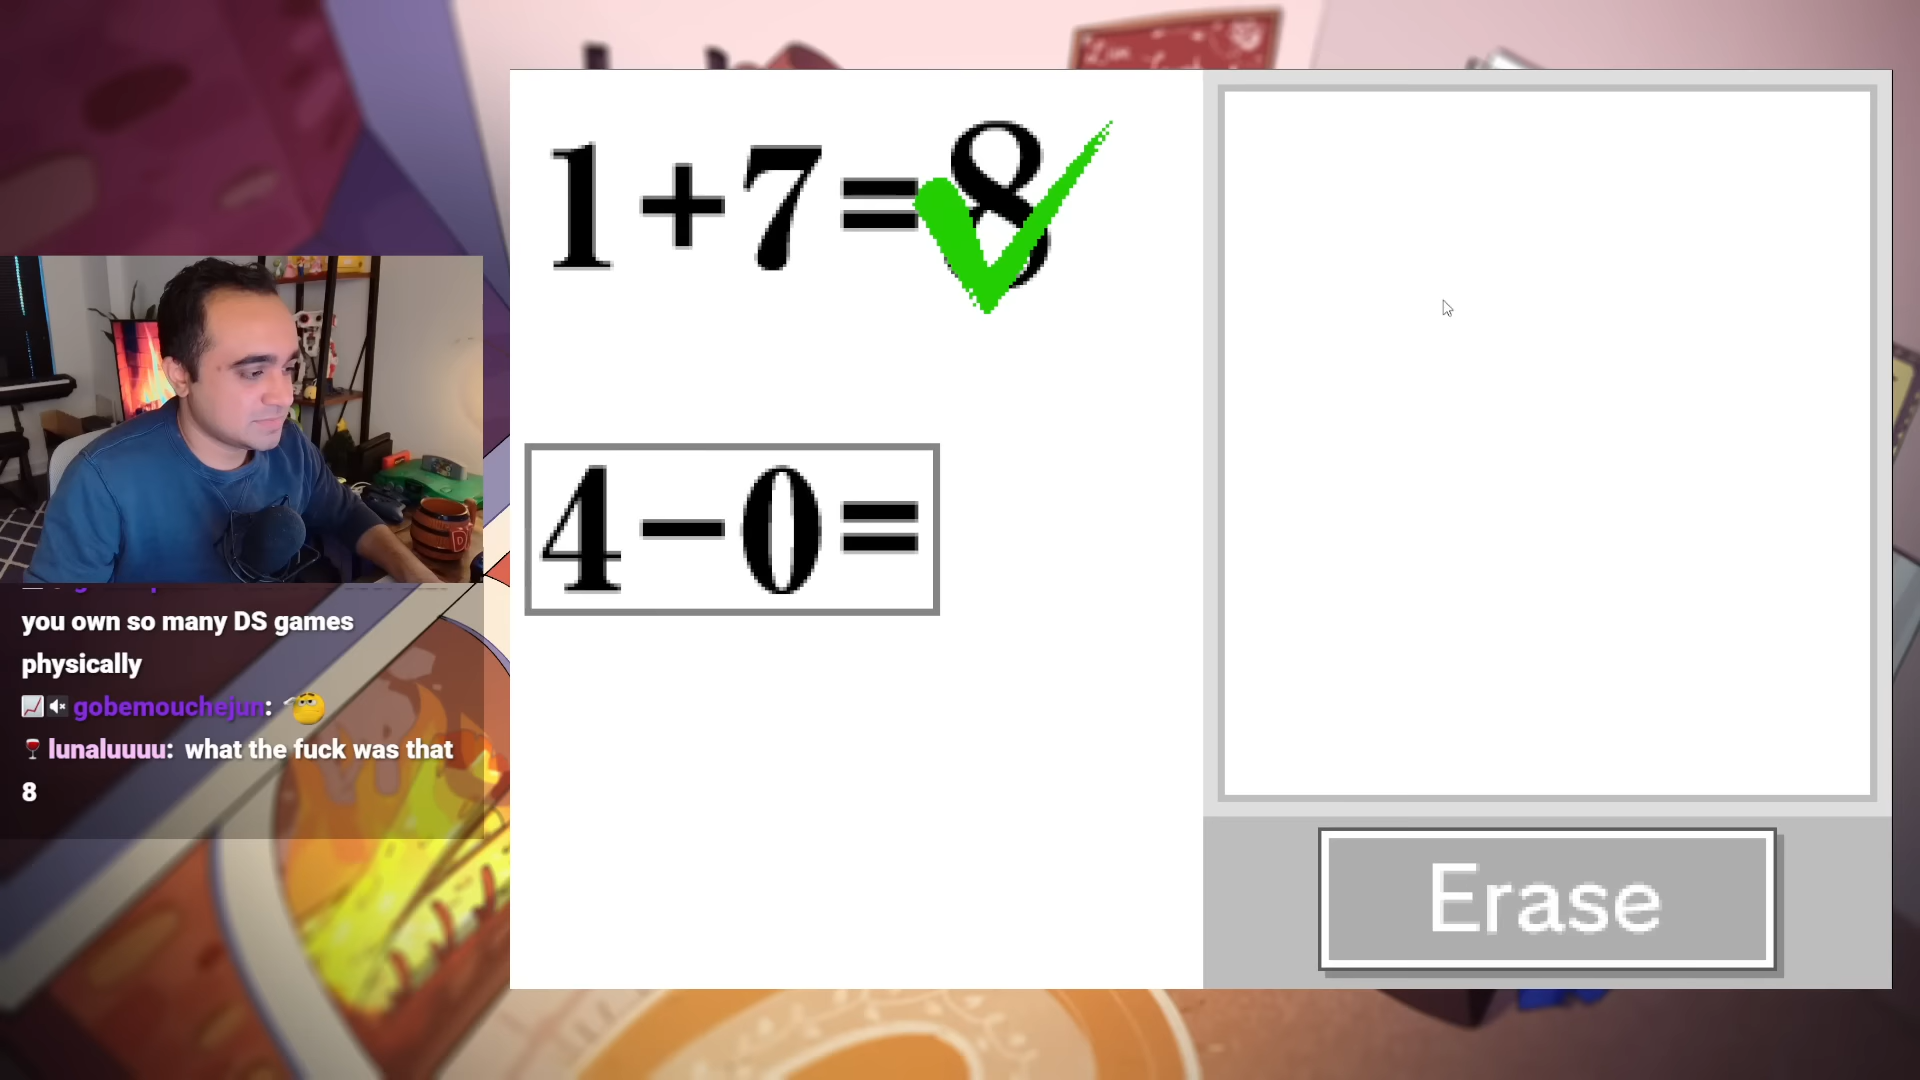 1+7=8
4−0=
you own so many DS games
physically
gobemouchejun:
lunaluuuu: what the fuck was that
8
Erase